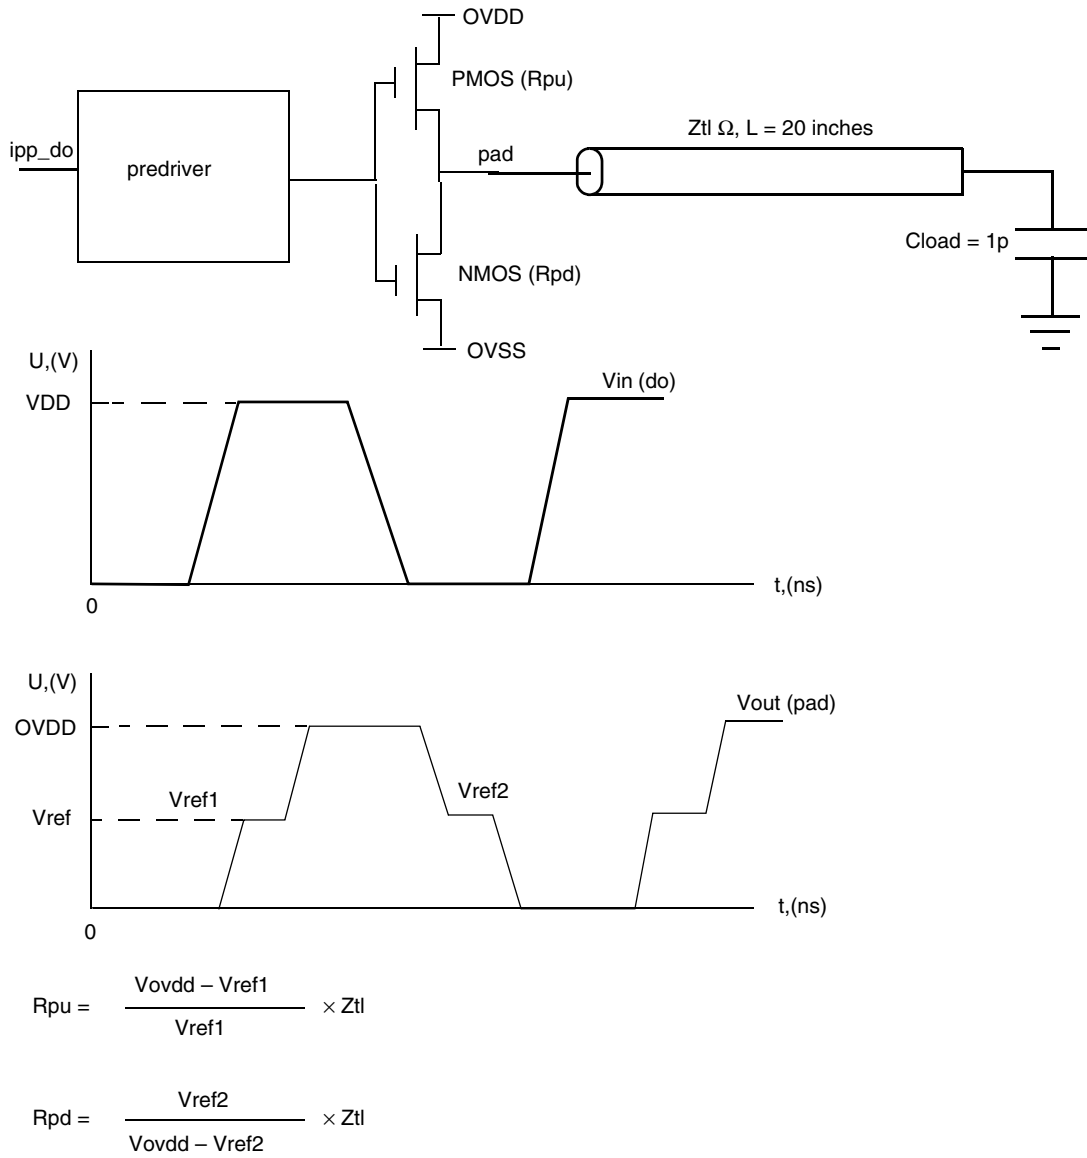 OVDD
PMOS (Rpu)
ipp_do
predriver
pad
Ztl Ω, L = 20 inches
Cload = 1p
NMOS (Rpd)
OVSS
U,(V)
VDD
Vin (do)
t,(ns)
0
U,(V)
OVDD
Vout (pad)
Vref1
Vref2
Vref
t,(ns)
0
Rpu = Vovdd – Vref1 × Ztl
Vref1
Rpd = Vref2 × Ztl
Vovdd – Vref2